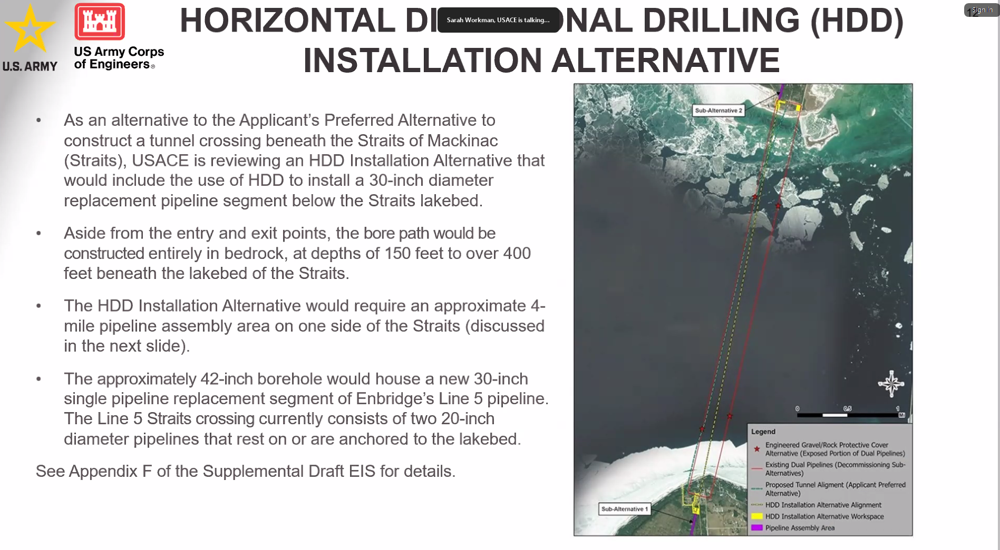 HORIZONTAL DI NAL DRILLING (HDD)
INSTALLATION ALTERNATIVE
Sarah Workman, USACE is talking...
Sign in
12
U.S. ARMY
US Army Corps
of Engineers®
• As an alternative to the Applicant’s Preferred Alternative to
construct a tunnel crossing beneath the Straits of Mackinac
(Straits), USACE is reviewing an HDD Installation Alternative that
would include the use of HDD to install a 30-inch diameter
replacement pipeline segment below the Straits lakebed.
• Aside from the entry and exit points, the bore path would be
constructed entirely in bedrock, at depths of 150 feet to over 400
feet beneath the lakebed of the Straits.
• The HDD Installation Alternative would require an approximate 4-
mile pipeline assembly area on one side of the Straits (discussed
in the next slide).
• The approximately 42-inch borehole would house a new 30-inch
single pipeline replacement segment of Enbridge’s Line 5 pipeline.
The Line 5 Straits crossing currently consists of two 20-inch
diameter pipelines that rest on or are anchored to the lakebed.
See Appendix F of the Supplemental Draft EIS for details.
Sub-Alternative 2
0 0.5 1
Mi
Sub-Alternative 1
Legend
Engineered Gravel/Rock Protective Cover
Alternative (Exposed Portion of Dual Pipelines)
Existing Dual Pipelines (Decommissioning Sub-
Alternatives)
Proposed Tunnel Aligment (Applicant Preferred
Alternative)
HDD Installation Alternative Alignment
HDD Installation Alternative Workspace
Pipeline Assembly Area